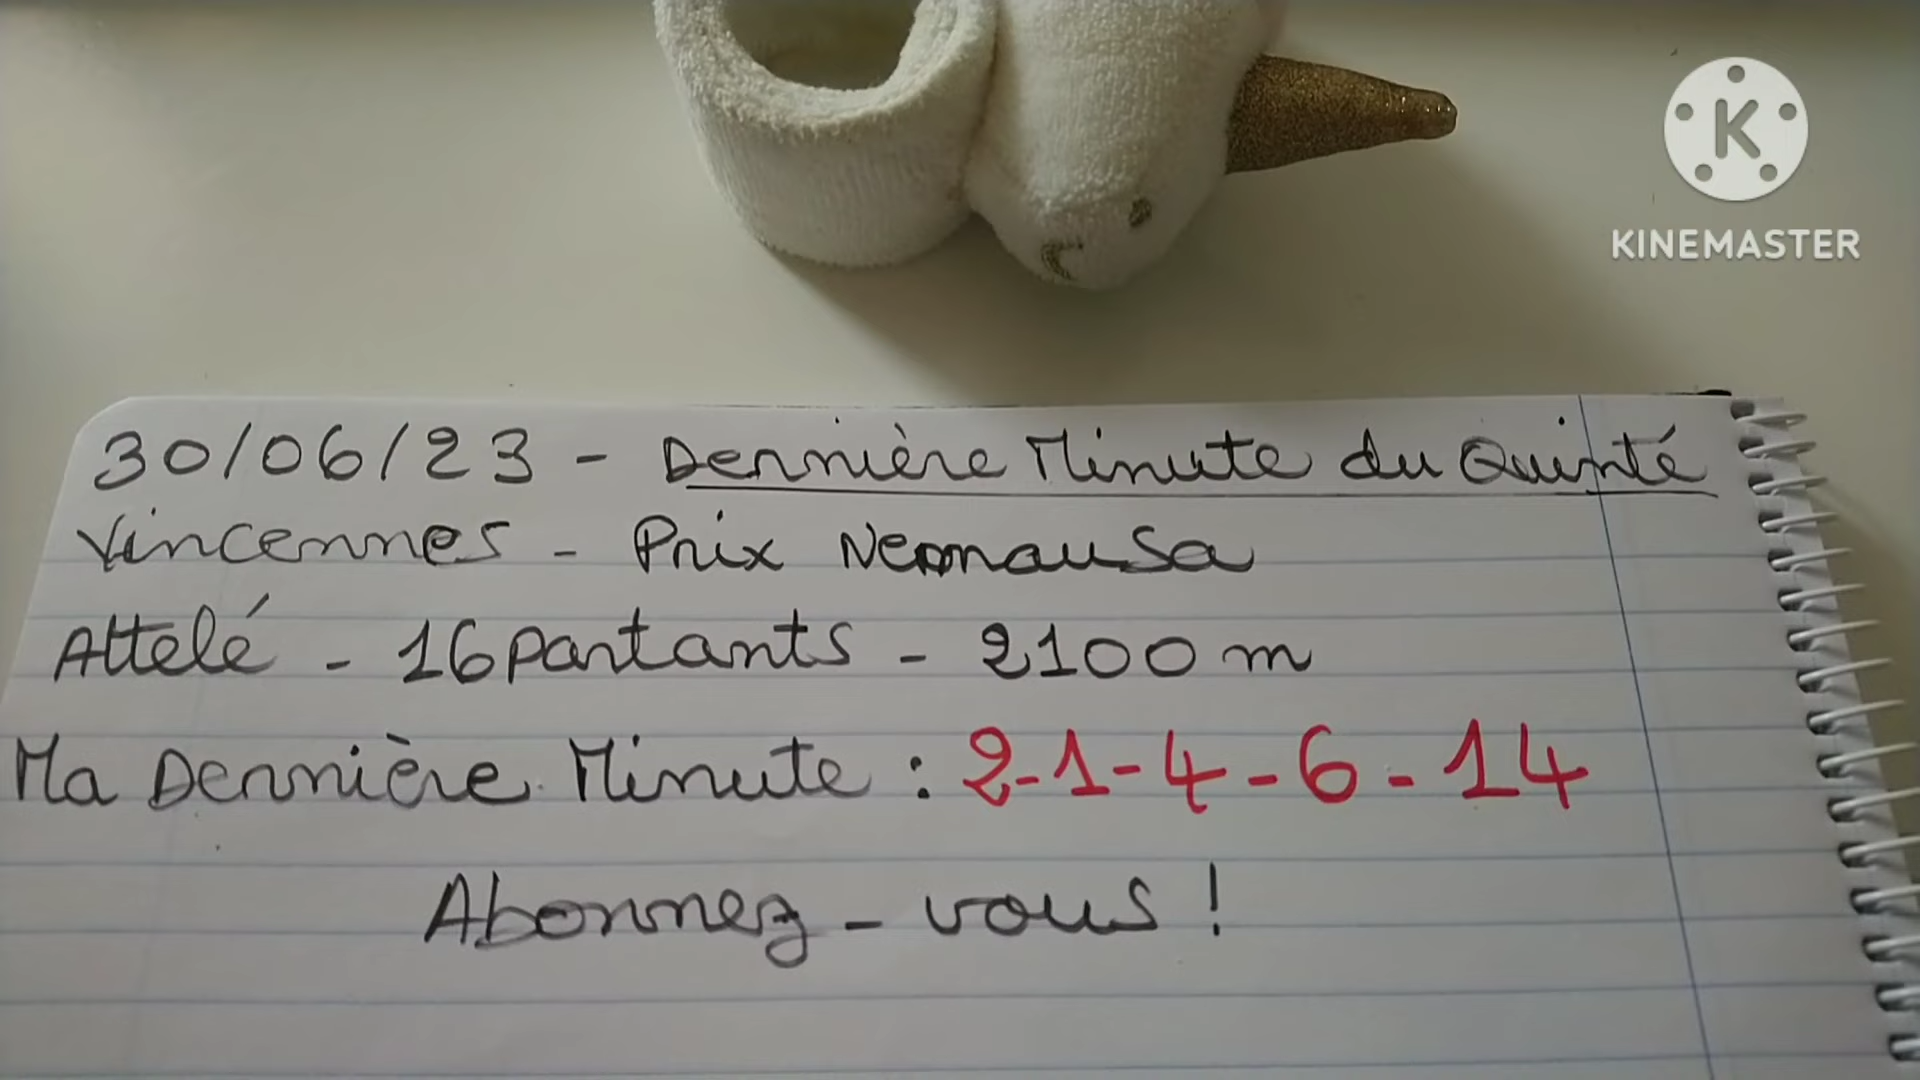 K
KINEMASTER
30/06/23 - Dernière Minute du Quinté
Vincennes - Prix Nemausa
Attelé - 16 partants - 2100 m
Ma Dernière Minute : 2-1-4-6-14
Abonnez-vous !